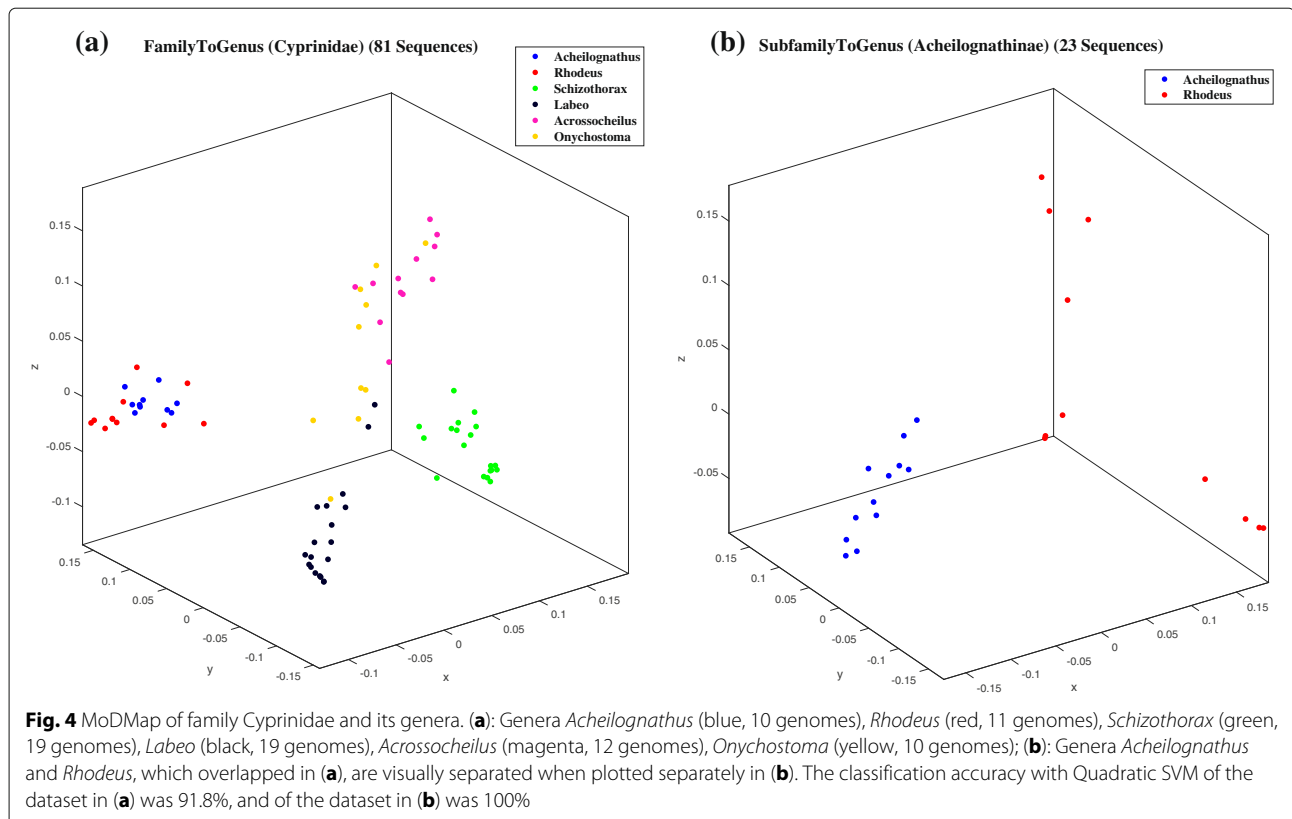 (a) FamilyToGenus (Cyprinidae) (81 Sequences)
Acheilognathus
Rhodeus
Schizothorax
Labeo
Acrossocheilus
Onychostoma
0.15
0.1
0.05
0
-0.05
-0.1
z
0.15
0.1
0.05
0
-0.05
-0.1
-0.15
y
-0.1
-0.05
0
0.05
0.1
0.15
x
(b) SubfamilyToGenus (Acheilognathinae) (23 Sequences)
Acheilognathus
Rhodeus
0.15
0.1
0.05
0
-0.05
z
0.15
0.1
0.05
0
-0.05
-0.1
-0.15
y
-0.15
-0.1
-0.05
0
0.05
0.1
0.15
x
Fig. 4 MoDMap of family Cyprinidae and its genera. (a): Genera Acheilognathus (blue, 10 genomes), Rhodeus (red, 11 genomes), Schizothorax (green,
19 genomes), Labeo (black, 19 genomes), Acrossocheilus (magenta, 12 genomes), Onychostoma (yellow, 10 genomes); (b): Genera Acheilognathus
and Rhodeus, which overlapped in (a), are visually separated when plotted separately in (b). The classification accuracy with Quadratic SVM of the
dataset in (a) was 91.8%, and of the dataset in (b) was 100%